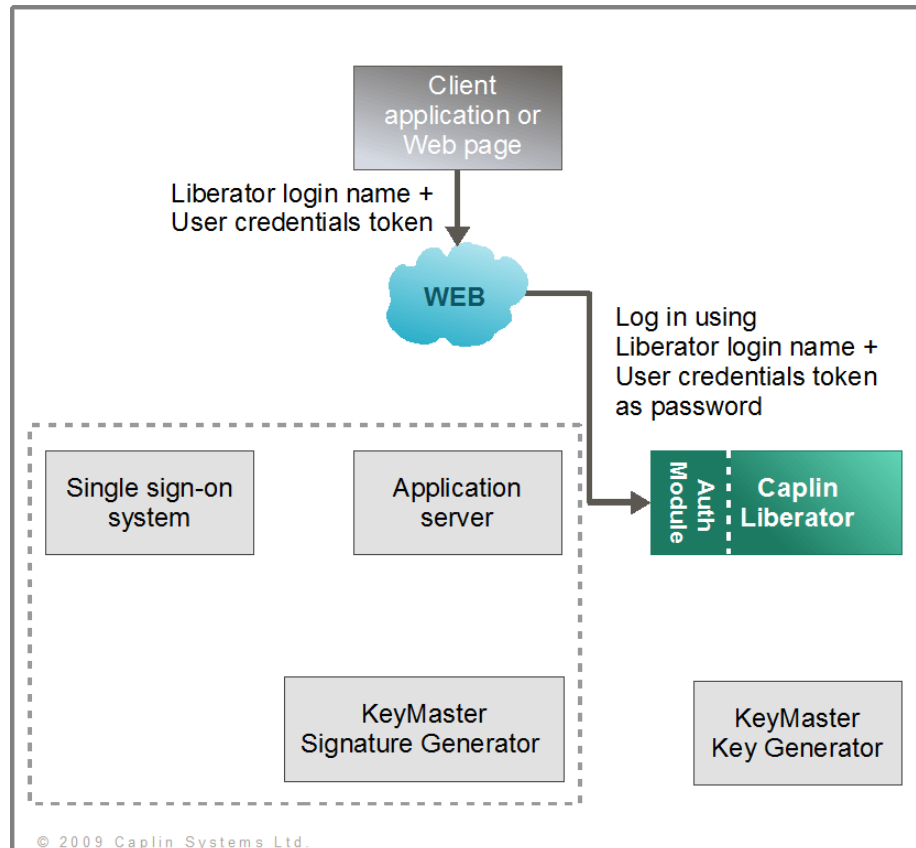 Client
application or
Web page
Liberator login name +
User credentials token
WEB
Log in using
Liberator login name +
User credentials token
as password
Single sign-on
system
Application
server
Auth
Module
Caplin
Liberator
KeyMaster
Signature Generator
KeyMaster
Key Generator
© 2009 Caplin Systems Ltd.